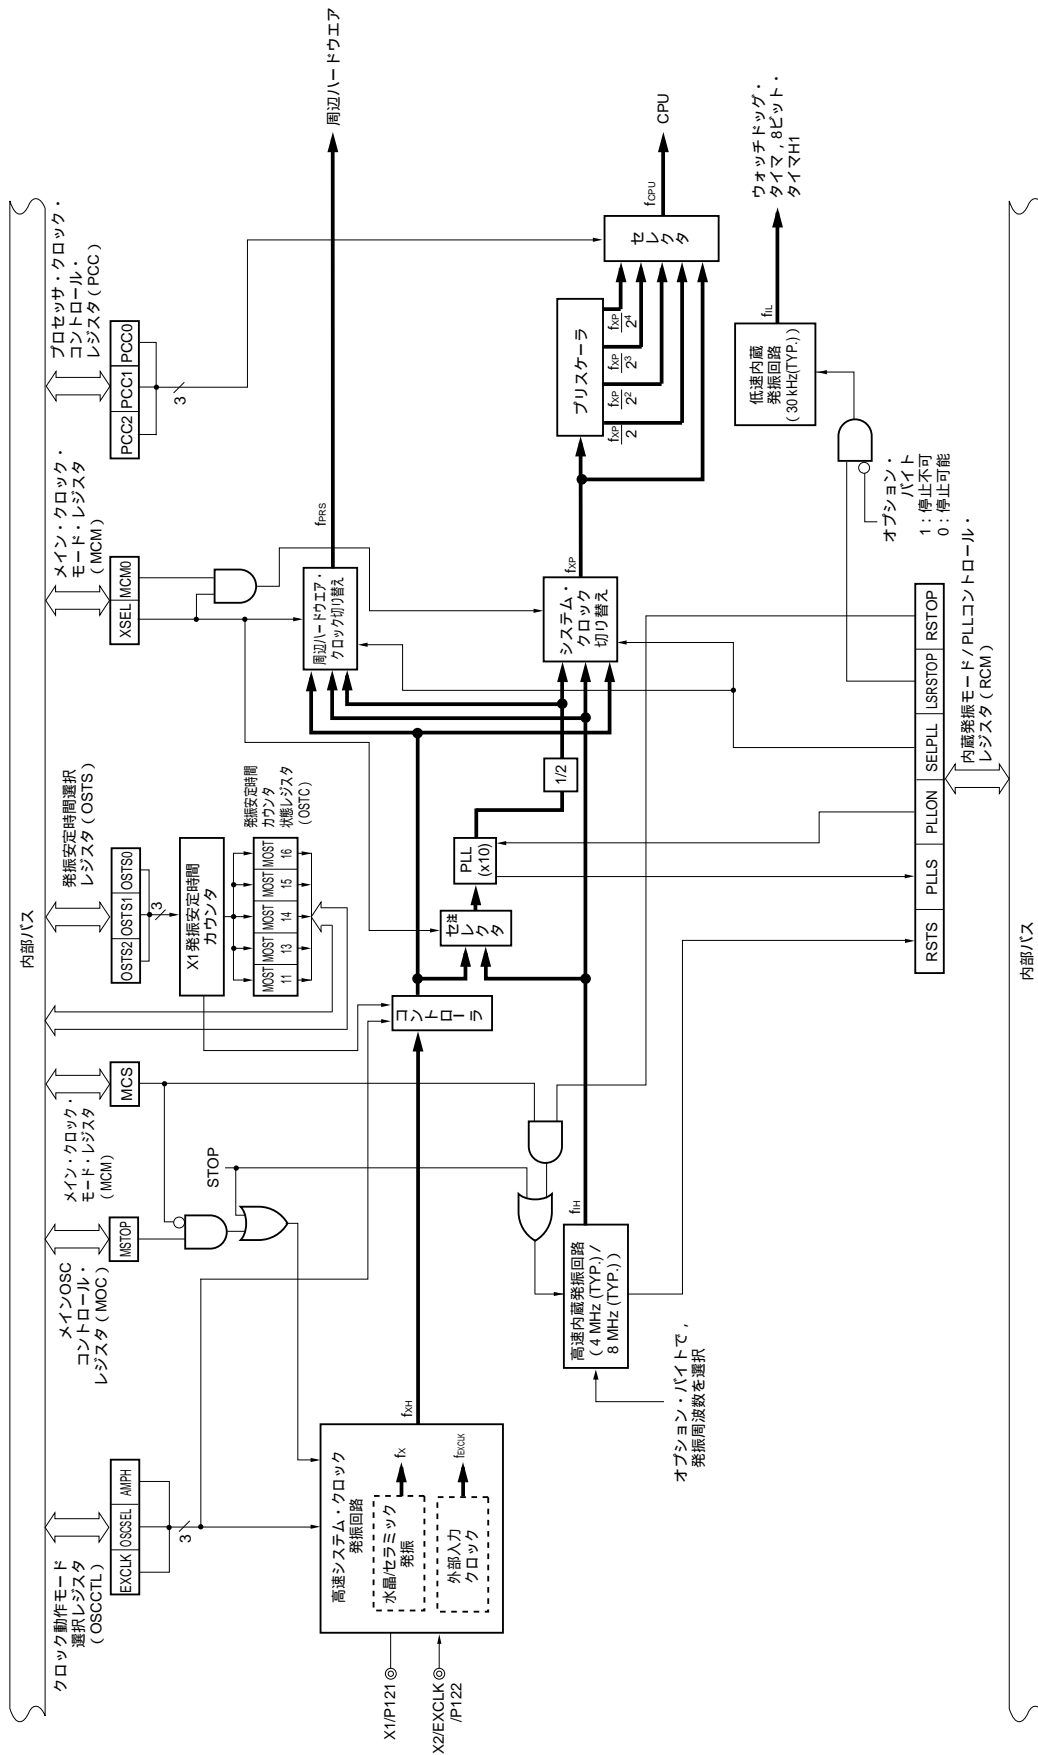 内部バス
クロック動作モード
選択レジスタ
（OSCCTL）
EXCLK OSCSEL AMPH
3
メインOSC
コントロール・
レジスタ（MOC）
MSTOP
メイン・クロック・
モード・レジスタ
（MCM）
MCS
STOP
発振安定時間選択
レジスタ（OSTS）
OSTS2 OSTS1 OSTS0
3
X1発振安定時間
カウンタ
発振安定時間
カウンタ
状態レジスタ
（OSTC）
MOST 11
MOST 13
MOST 14
MOST 15
MOST 16
メイン・クロック・
モード・レジスタ
（MCM）
XSEL MCM0
プロセッサ・クロック・
コントロール・
レジスタ（PCC）
PCC2 PCC1 PCC0
3
X1/P121
X2/EXCLK
/P122
高速システム・クロック
発振回路
水晶/セラミック
発振
fX
外部入力
クロック
fEXCLK
fXH
コントローラ
セレクタ注
PLL
(x10)
1/2
周辺ハードウエア・
クロック切り替え
fPRS
周辺ハードウエア
システム・
クロック
切り替え
fXP
プリスケーラ
fXP/2
fXP/2²
fXP/2³
fXP/2⁴
セレクタ
fCPU
CPU
オプション・バイトで，
発振周波数を選択
高速内蔵発振回路
（4 MHz (TYP.) /
8 MHz (TYP.)）
fIH
オプション・
バイト
1：停止不可
0：停止可能
低速内蔵
発振回路
（30 kHz(TYP.)）
fIL
ウォッチドッグ・
タイマ，8ビット・
タイマH1
RSTS PLLS PLLON SELPLL LSRSTOP RSTOP
内蔵発振モード/PLLコントロール・
レジスタ（RCM）
内部バス